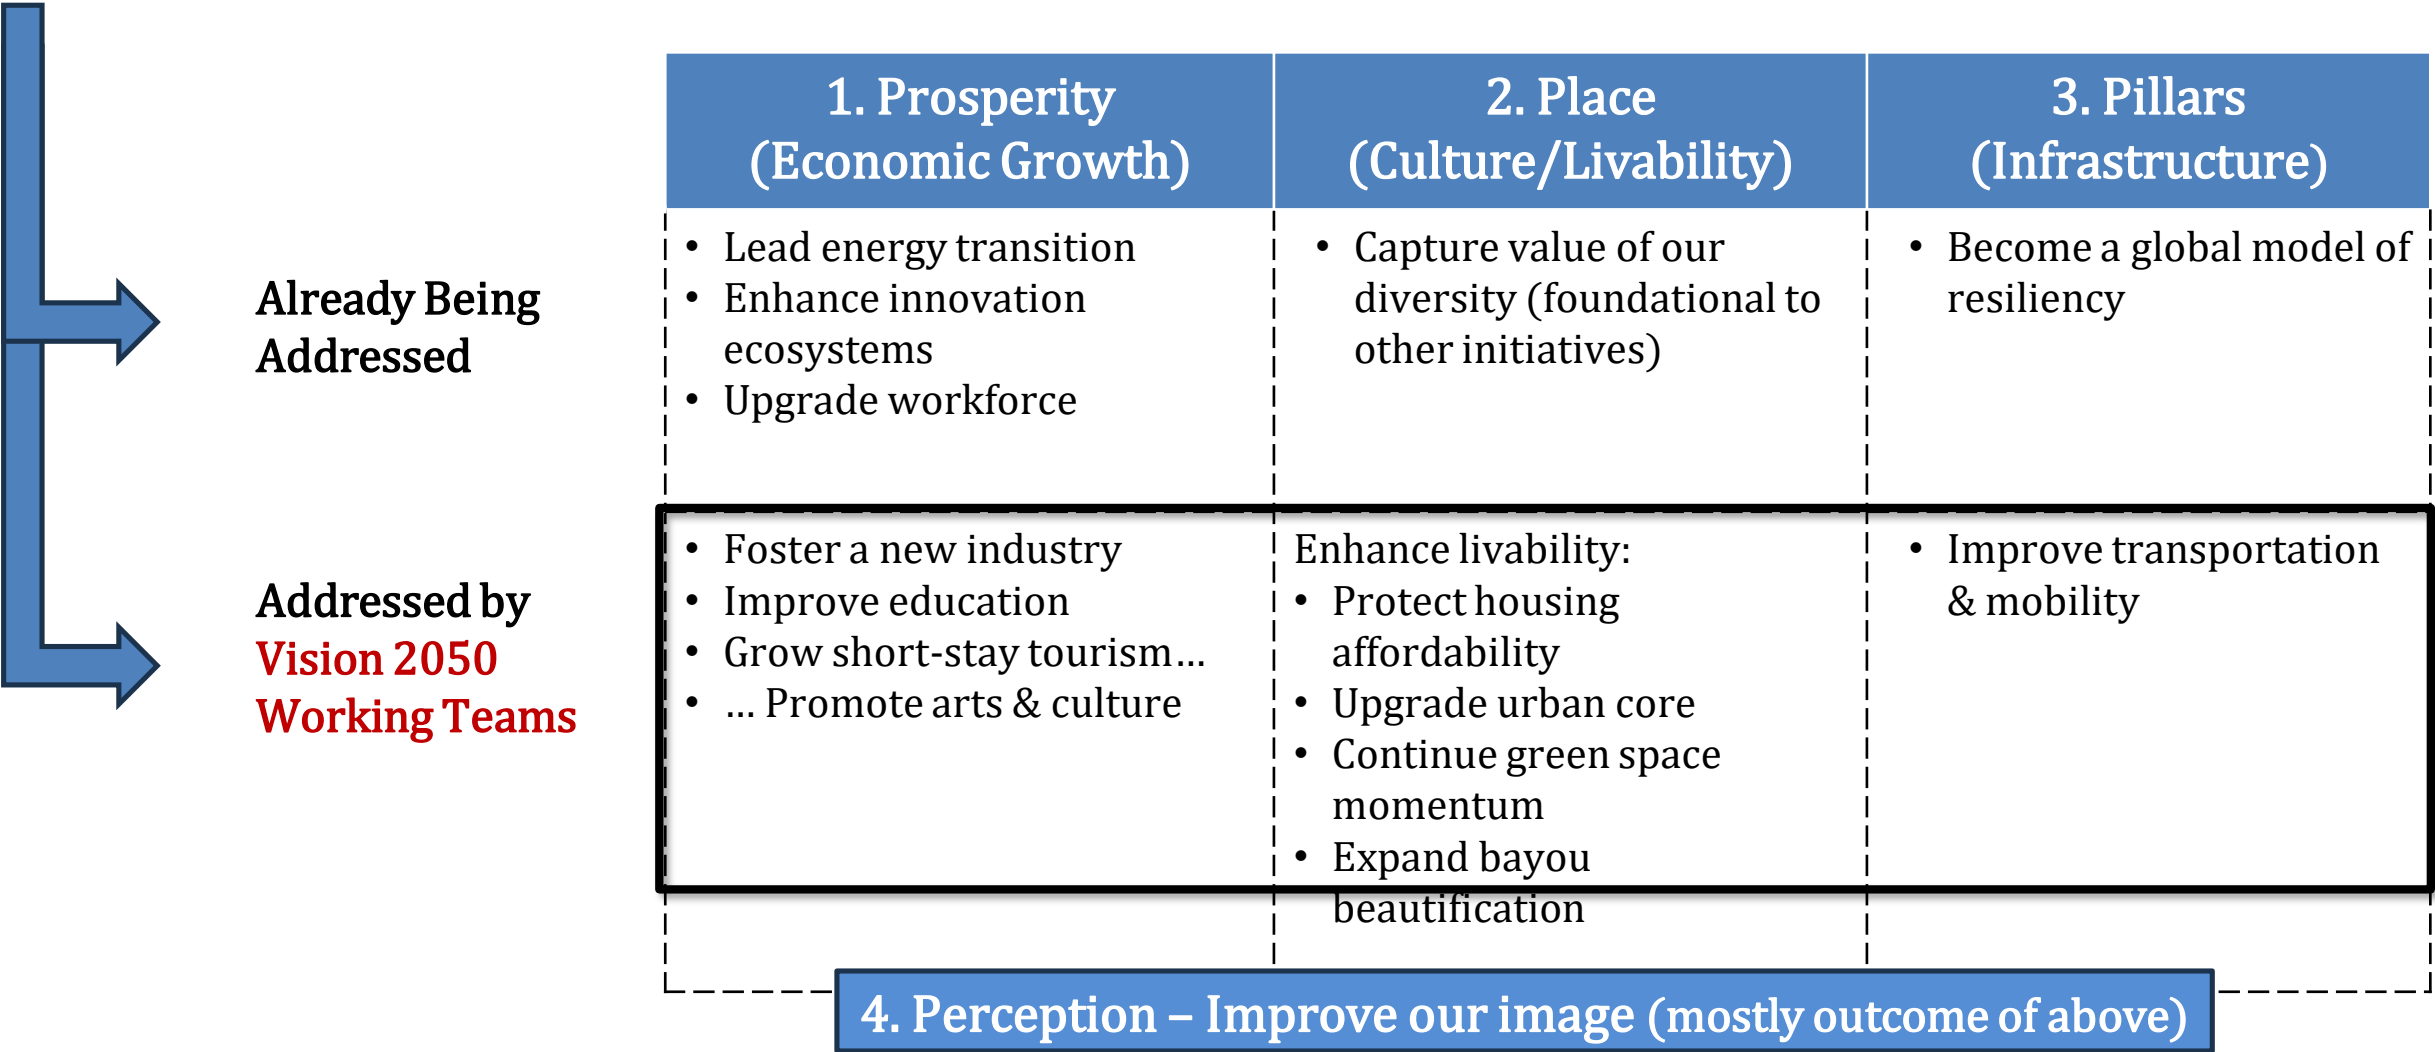 1. Prosperity
(Economic Growth)
2. Place
(Culture/Livability)
3. Pillars
(Infrastructure)
Already Being
Addressed
• Lead energy transition
• Enhance innovation
ecosystems
• Upgrade workforce
• Capture value of our
diversity (foundational to
other initiatives)
• Become a global model of
resiliency
Addressed by
Vision 2050
Working Teams
• Foster a new industry
• Improve education
• Grow short-stay tourism…
• … Promote arts & culture
Enhance livability:
• Protect housing
affordability
• Upgrade urban core
• Continue green space
momentum
• Expand bayou
beautification
• Improve transportation
& mobility
4. Perception – Improve our image (mostly outcome of above)